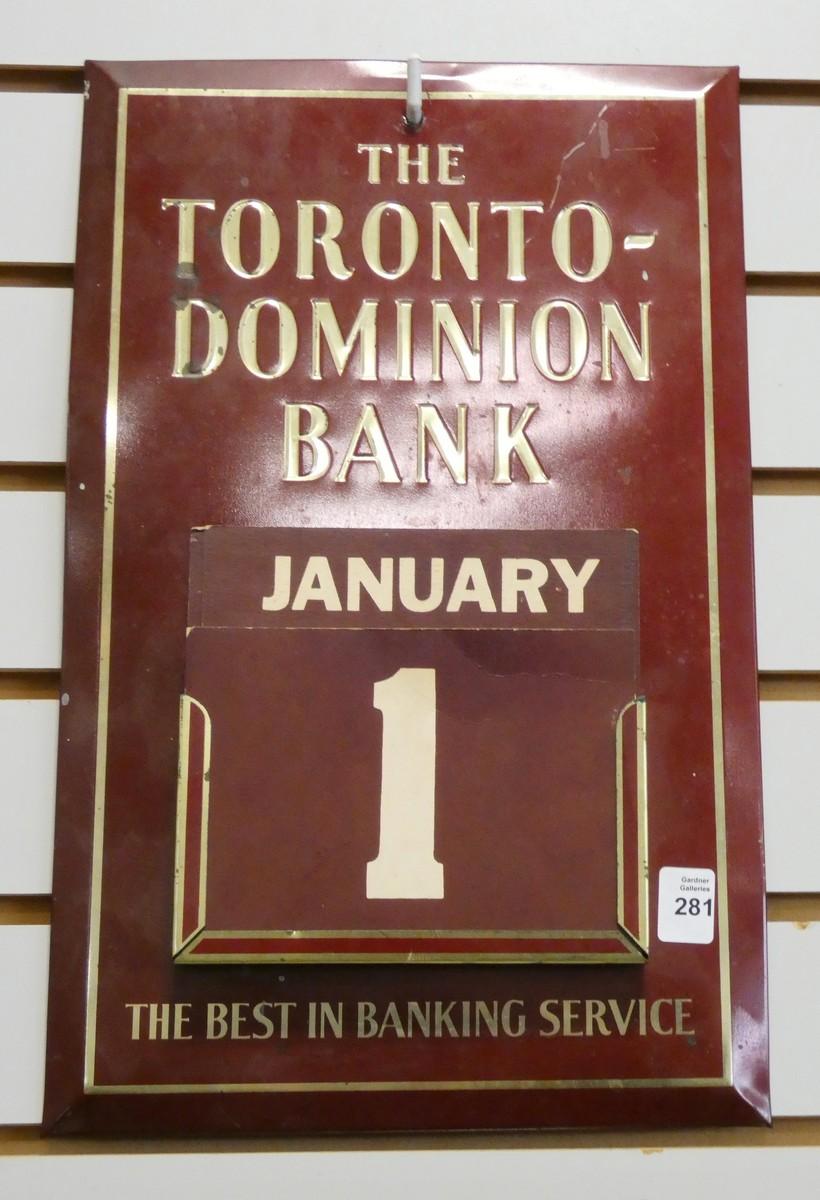 THE
TORONTO-
DOMINION
BANK
JANUARY
1
Gardner
Galleries
281
THE BEST IN BANKING SERVICE